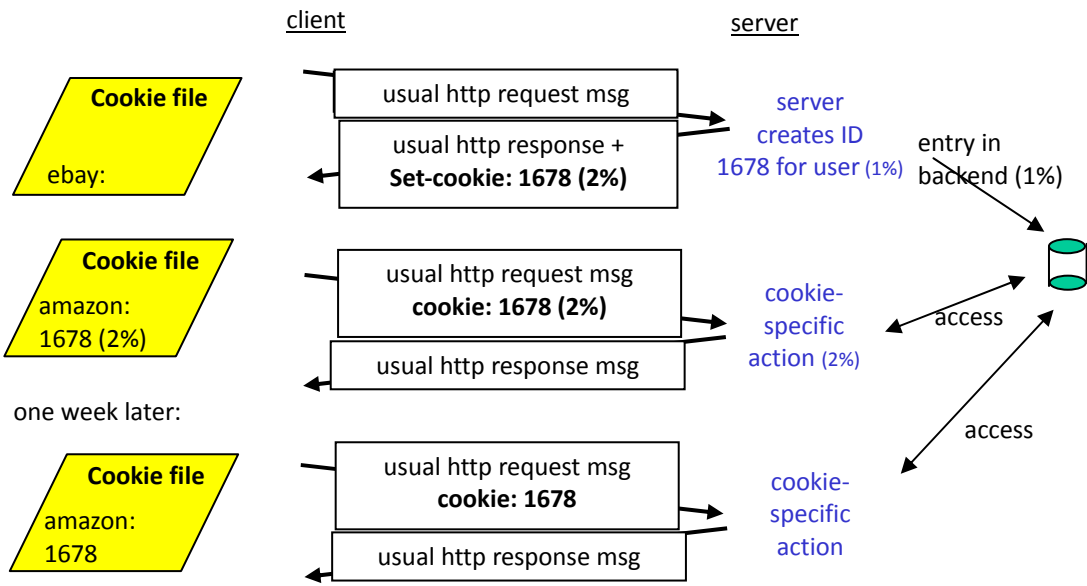 client
server
Cookie file
ebay:
usual http request msg
usual http response +
Set-cookie: 1678 (2%)
server
creates ID
1678 for user (1%)
entry in
backend (1%)
Cookie file
amazon:
1678 (2%)
usual http request msg
cookie: 1678 (2%)
usual http response msg
cookie-
specific
action (2%)
access
one week later:
access
Cookie file
amazon:
1678
usual http request msg
cookie: 1678
usual http response msg
cookie-
specific
action